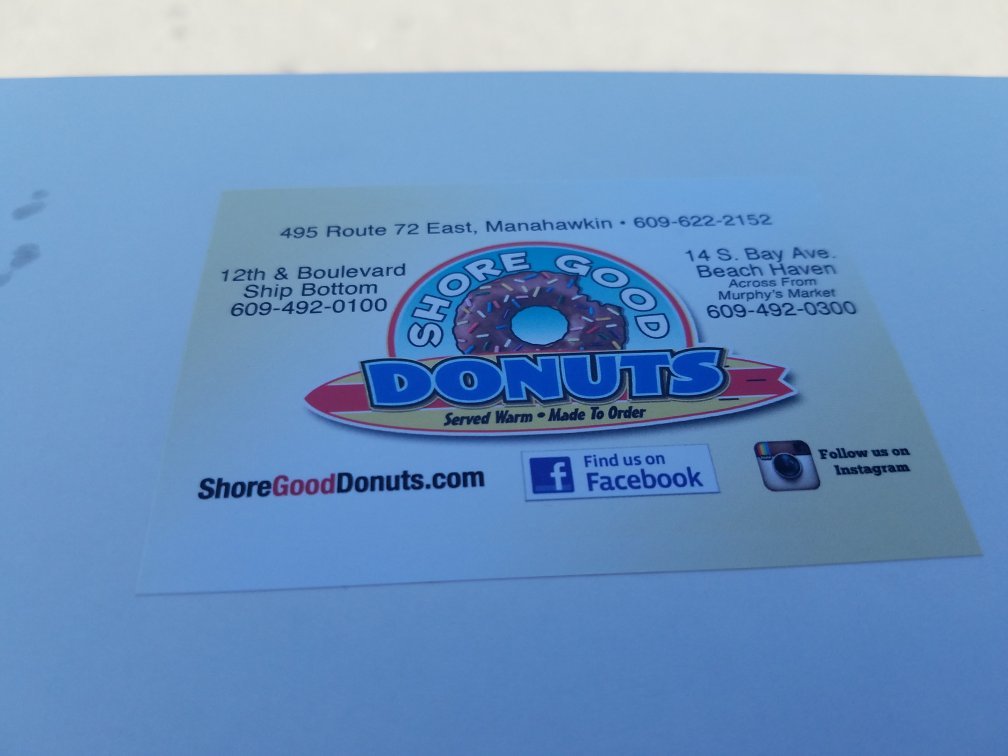 495 Route 72 East, Manahawkin • 609-622-2152
12th & Boulevard
Ship Bottom
609-492-0100
14 S. Bay Ave.
Beach Haven
Across From
Murphy's Market
609-492-0300
SHORE GOOD
DONUTS
Served Warm • Made To Order
ShoreGoodDonuts.com
f
Find us on
Facebook
Follow us on
Instagram